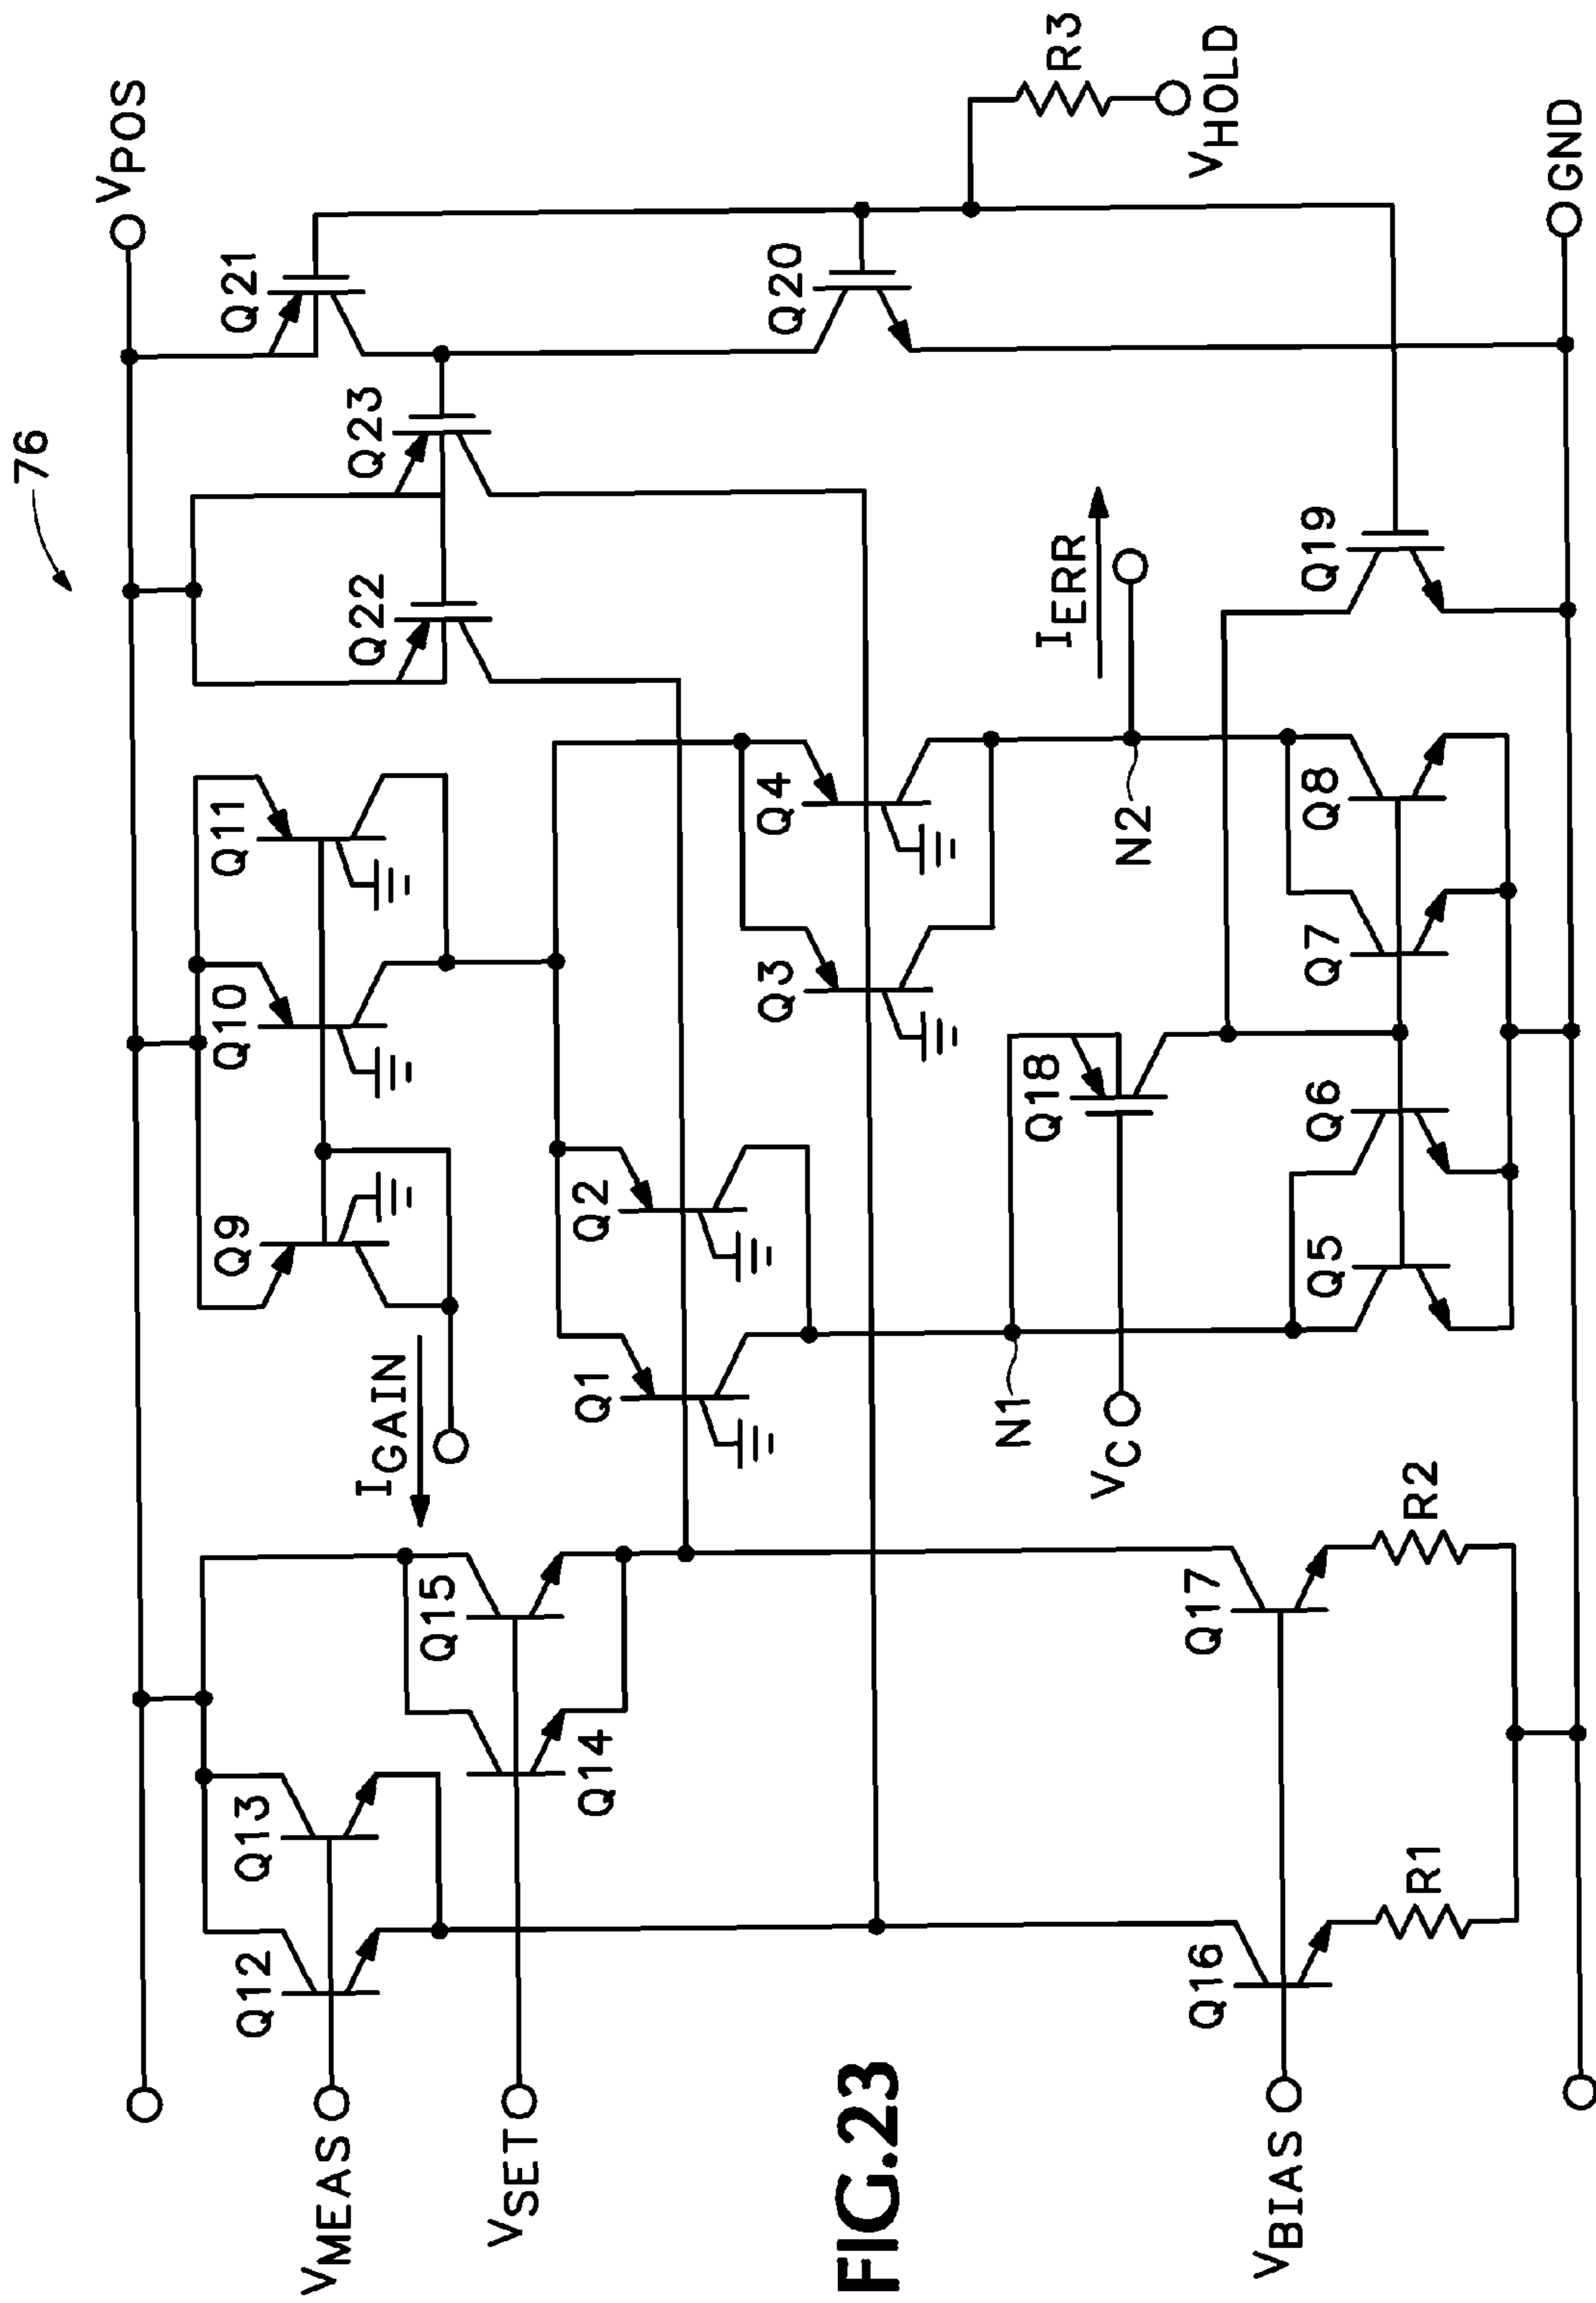 76
VPOS
Q21
Q23
Q22
Q11
Q10
Q9
IGAIN
Q13
Q12
Q15
Q14
VMEAS
VSET
Q1
Q2
Q3
Q4
Q20
R3
VHOLD
IERR
N2
N1
VC
Q18
Q19
Q5
Q6
Q7
Q8
Q17
Q16
R1
R2
VBIAS
GND
FIG.23